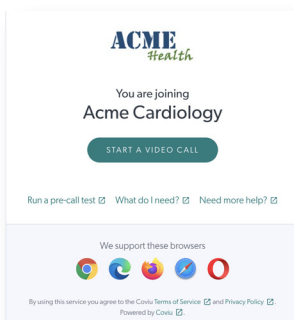 ACME
Health
You are joining
Acme Cardiology
START A VIDEO CALL
Run a pre-call test What do I need? Need more help?
We support these browsers
By using this service you agree to the Coviu Terms of Service and Privacy Policy .
Powered by Coviu .